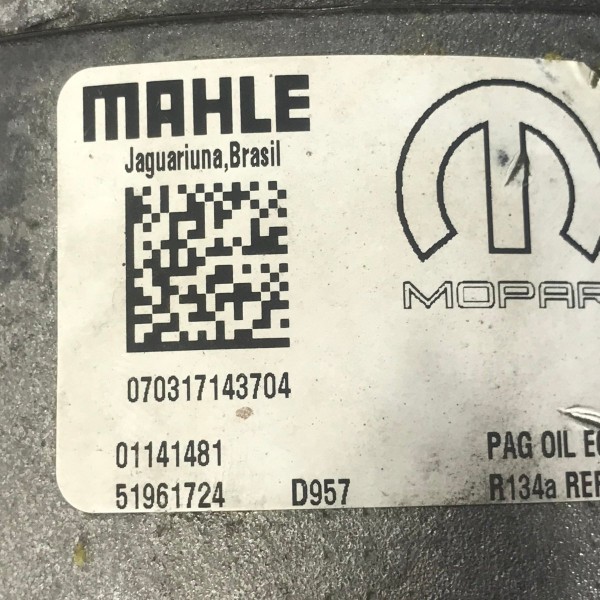 MAHLE
Jaguariuna,Brasil
MOPAR
070317143704
01141481
PAG OIL
51961724 D957
R134a